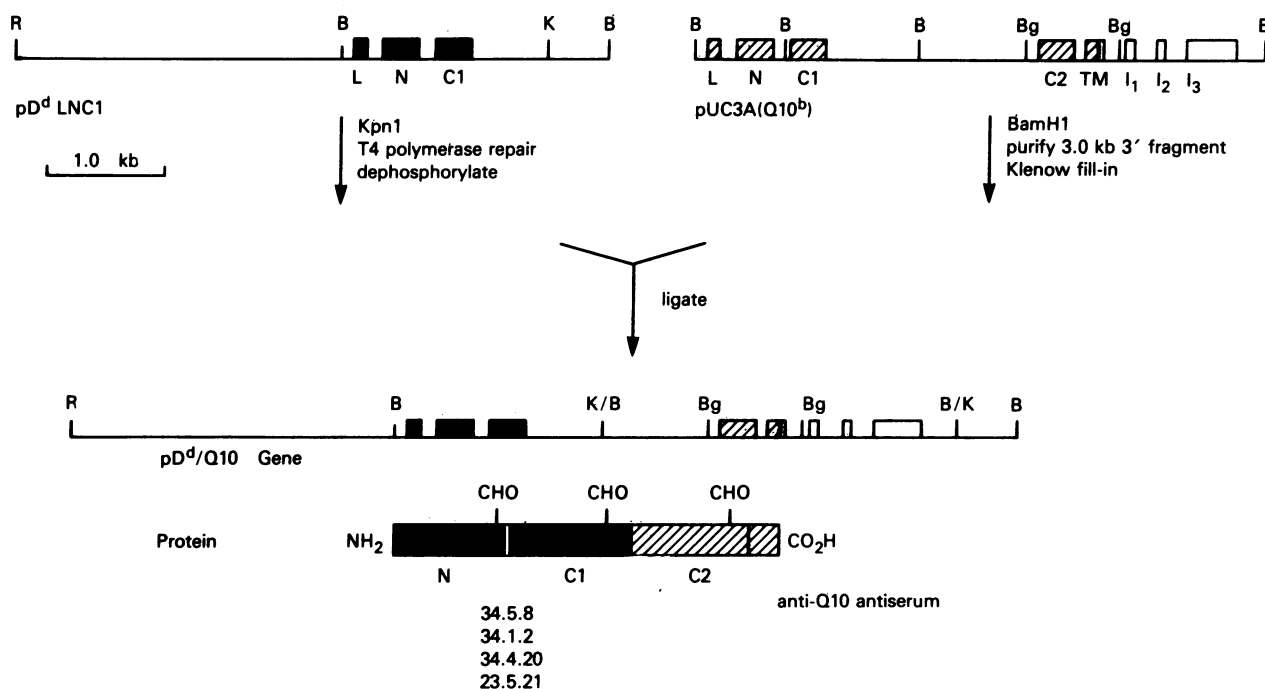 R B K B
L N C1
pDᵈ LNC1
1.0 kb
B B B Bg Bg B
L N C1 C2 TM I₁ I₂ I₃
pUC3A(Q10ᵇ)
Kpn1
T4 polymerase repair
dephosphorylate
BamH1
purify 3.0 kb 3′ fragment
Klenow fill-in
ligate
R B K/B Bg Bg B/K B
pDᵈ/Q10 Gene
CHO CHO CHO
Protein NH₂ CO₂H
N C1 C2
anti-Q10 antiserum
34.5.8
34.1.2
34.4.20
23.5.21